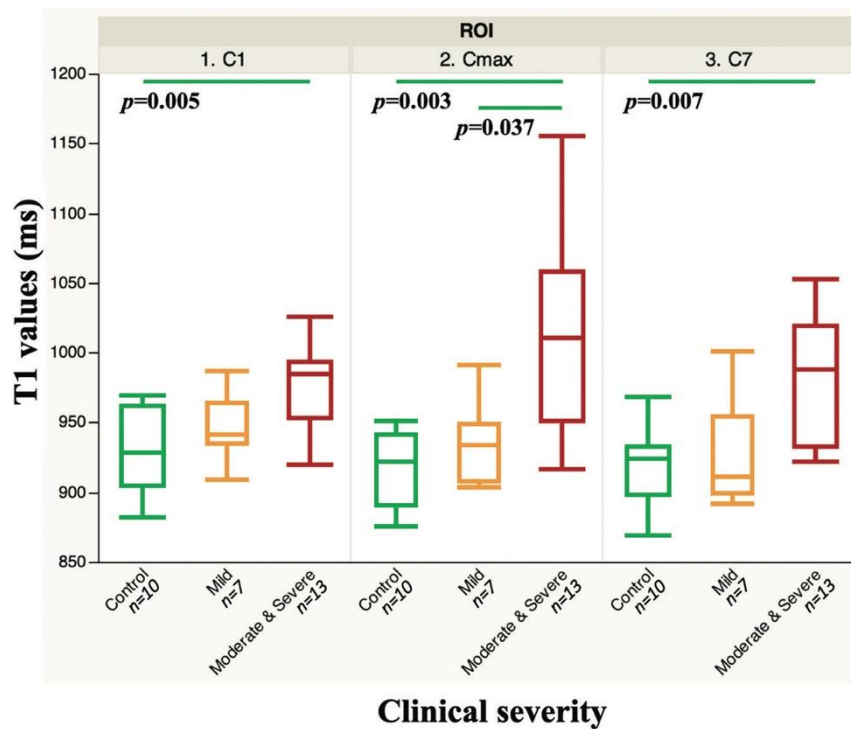 ROI
1. C1
2. Cmax
3. C7
p=0.005
p=0.003
p=0.037
p=0.007
T1 values (ms)
1200
1150
1100
1050
1000
950
900
850
Control
n=10
Mild
n=7
Moderate & Severe
n=13
Control
n=10
Mild
n=7
Moderate & Severe
n=13
Control
n=10
Mild
n=7
Moderate & Severe
n=13
Clinical severity